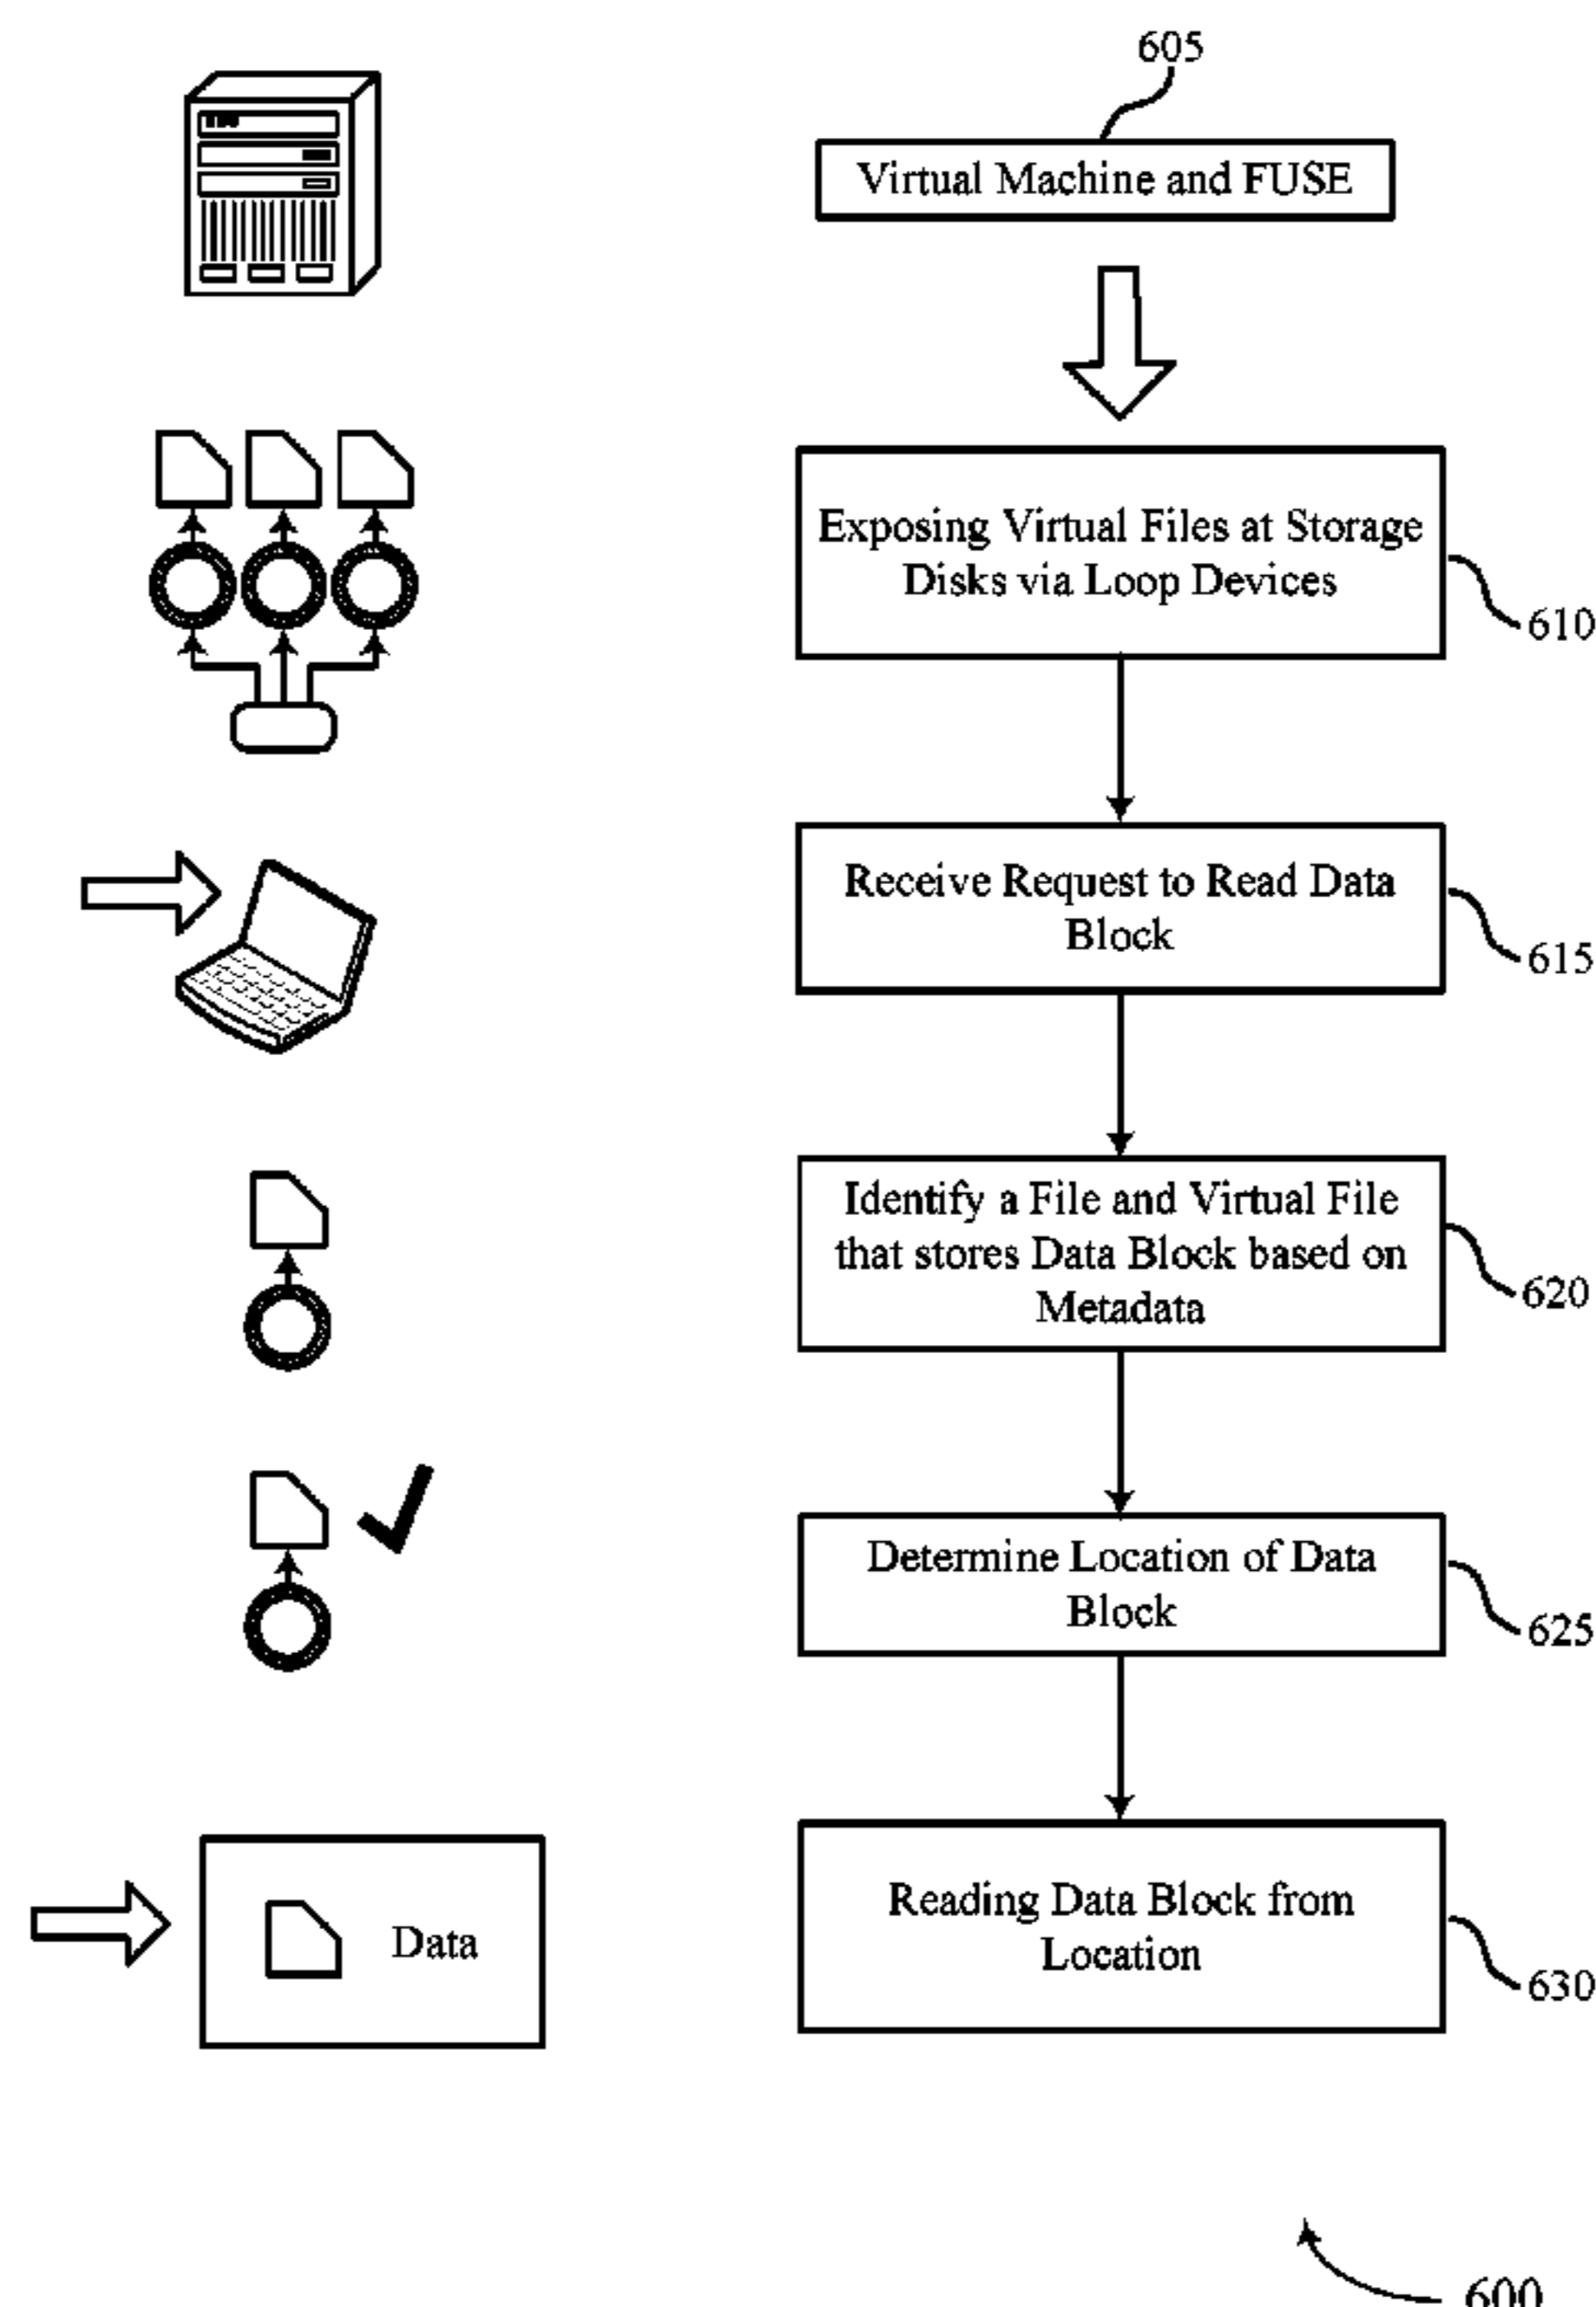 605
Virtual Machine and FUSE
Exposing Virtual Files at Storage
Disks via Loop Devices
610
Receive Request to Read Data
Block
615
Identify a File and Virtual File
that stores Data Block based on
Metadata
620
Determine Location of Data
Block
625
Data
Reading Data Block from
Location
630
600